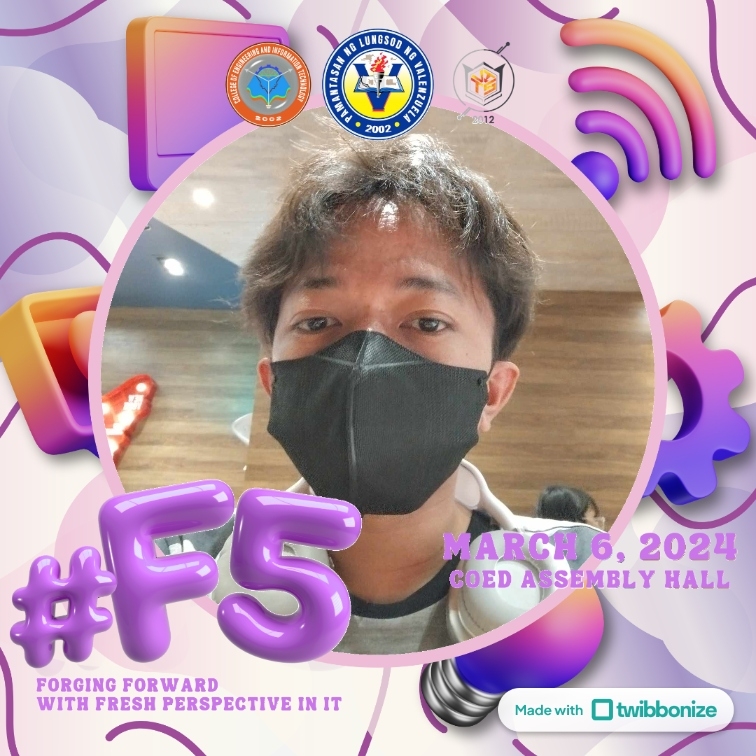 COLLEGE OF ENGINEERING AND INFORMATION TECHNOLOGY
2002
PAMANTASAN NG LUNGSOD NG VALENZUELA
2002
2012
#F5
MARCH 6, 2024
COED ASSEMBLY HALL
FORGING FORWARD
WITH FRESH PERSPECTIVE IN IT
Made with twibbonize